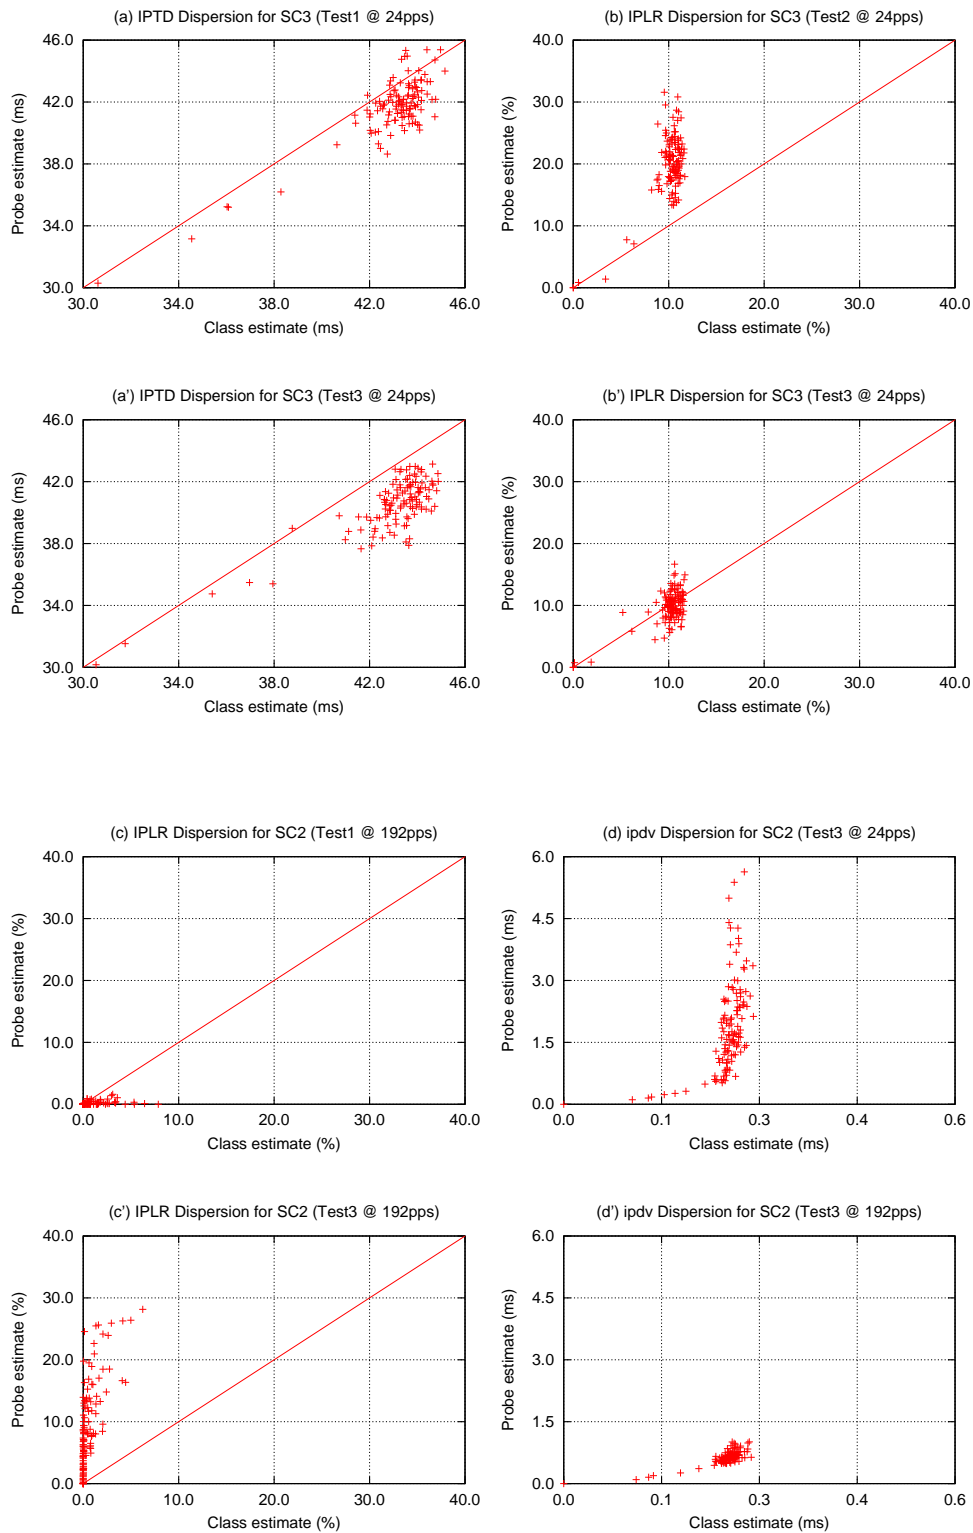 (a) IPTD Dispersion for SC3 (Test1 @ 24pps)
46.0
42.0
38.0
34.0
30.0
Probe estimate (ms)
30.0 34.0 38.0 42.0 46.0
Class estimate (ms)
(b) IPLR Dispersion for SC3 (Test2 @ 24pps)
40.0
30.0
20.0
10.0
0.0
Probe estimate (%)
0.0 10.0 20.0 30.0 40.0
Class estimate (%)
(a') IPTD Dispersion for SC3 (Test3 @ 24pps)
46.0
42.0
38.0
34.0
30.0
Probe estimate (ms)
30.0 34.0 38.0 42.0 46.0
Class estimate (ms)
(b') IPLR Dispersion for SC3 (Test3 @ 24pps)
40.0
30.0
20.0
10.0
0.0
Probe estimate (%)
0.0 10.0 20.0 30.0 40.0
Class estimate (%)
(c) IPLR Dispersion for SC2 (Test1 @ 192pps)
40.0
30.0
20.0
10.0
0.0
Probe estimate (%)
0.0 10.0 20.0 30.0 40.0
Class estimate (%)
(d) ipdv Dispersion for SC2 (Test3 @ 24pps)
6.0
4.5
3.0
1.5
0.0
Probe estimate (ms)
0.0 0.1 0.3 0.4 0.6
Class estimate (ms)
(c') IPLR Dispersion for SC2 (Test3 @ 192pps)
40.0
30.0
20.0
10.0
0.0
Probe estimate (%)
0.0 10.0 20.0 30.0 40.0
Class estimate (%)
(d') ipdv Dispersion for SC2 (Test3 @ 192pps)
6.0
4.5
3.0
1.5
0.0
Probe estimate (ms)
0.0 0.1 0.3 0.4 0.6
Class estimate (ms)